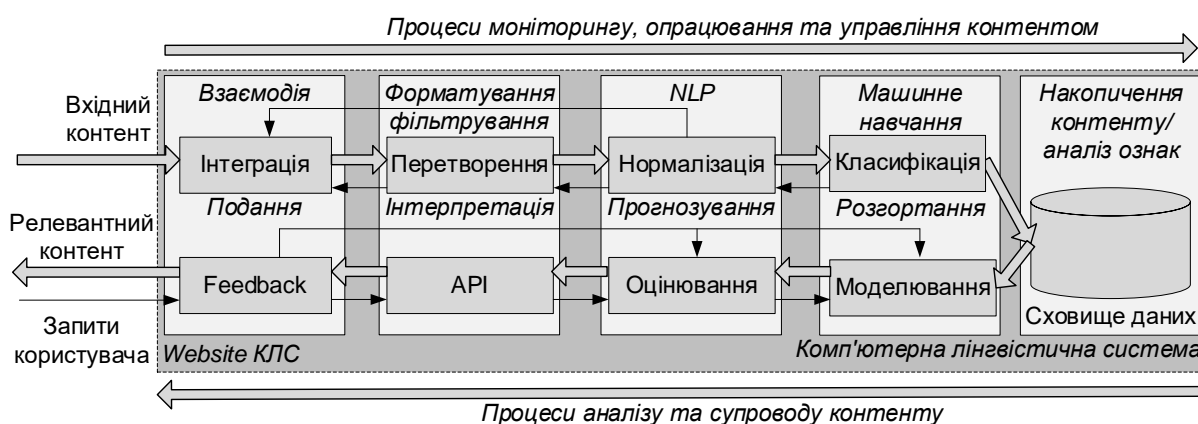 Процеси моніторингу, опрацювання та управління контентом
Вхідний
контент
Взаємодія
Форматування
фільтрування
NLP
Машинне
навчання
Накопичення
контенту/
аналіз ознак
Інтеграція
Перетворення
Нормалізація
Класифікація
Релевантний
контент
Подання
Інтерпретація
Прогнозування
Розгортання
Feedback
API
Оцінювання
Моделювання
Сховище даних
Запити
користувача
Website КЛС
Комп'ютерна лінгвістична система
Процеси аналізу та супроводу контенту